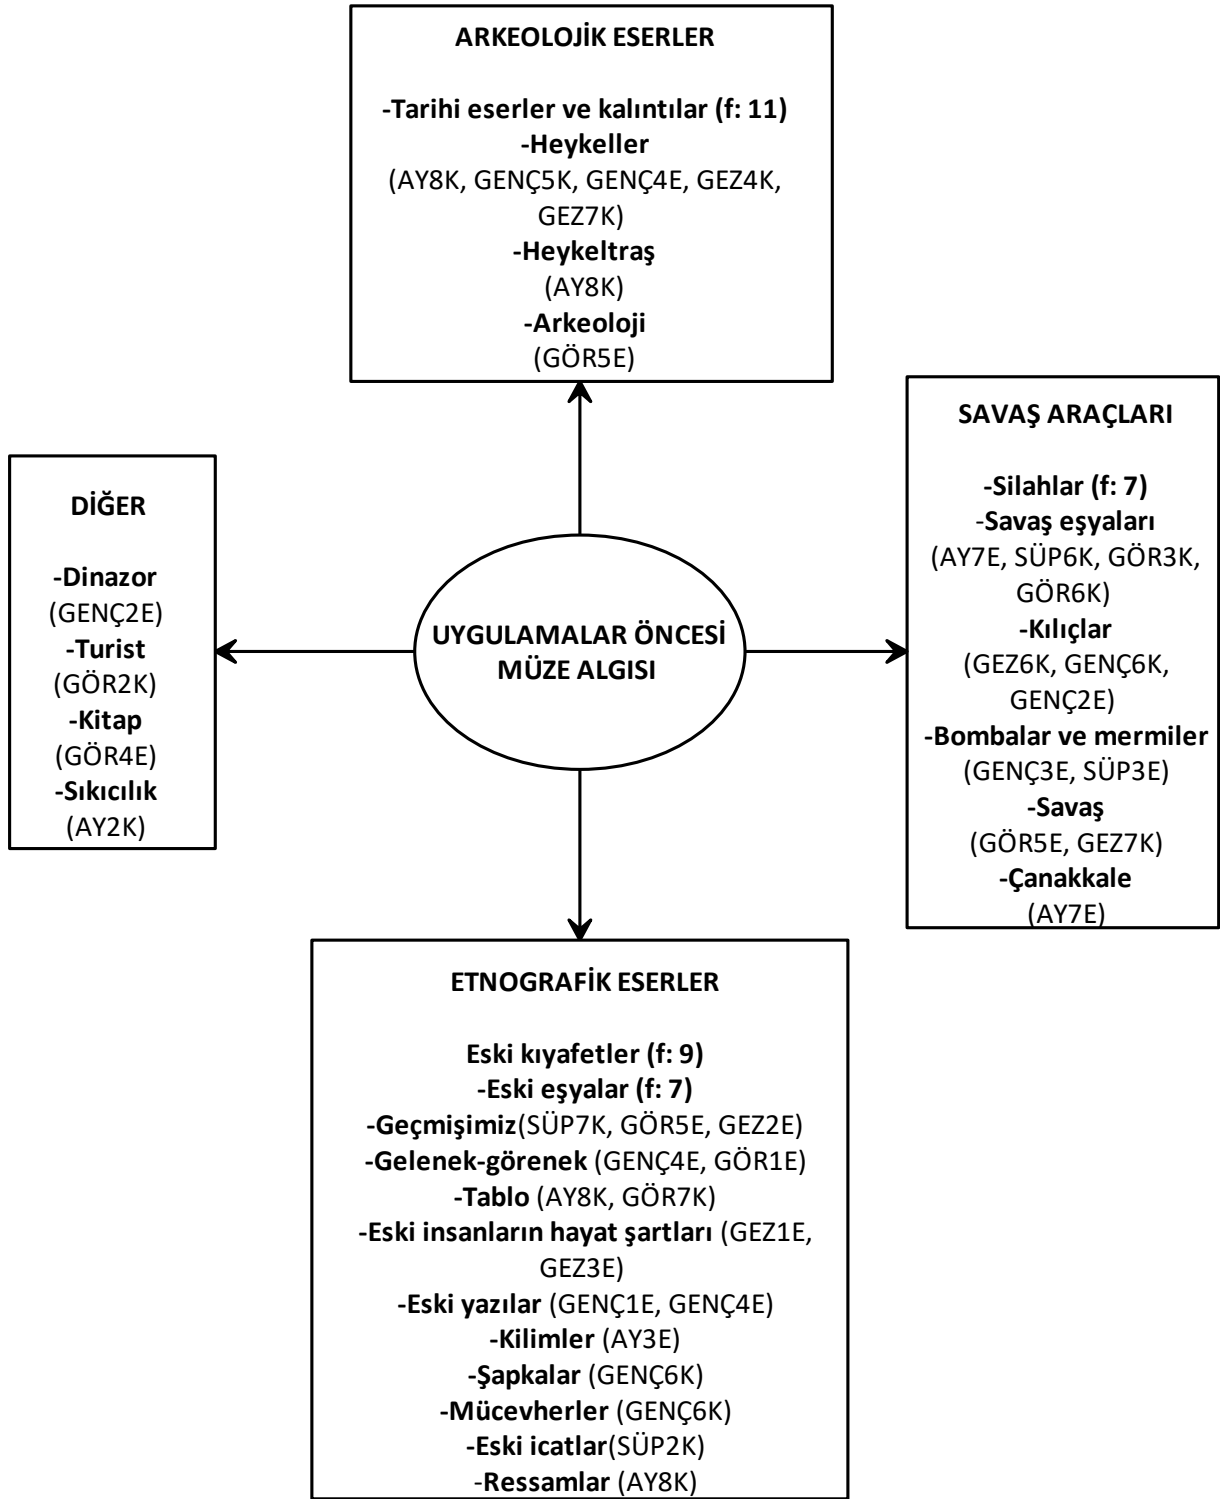 ARKEOLOJİK ESERLER
-Tarihi eserler ve kalıntılar (f: 11)
-Heykeller
(AY8K, GENÇ5K, GENÇ4E, GEZ4K,
GEZ7K)
-Heykeltraş
(AY8K)
-Arkeoloji
(GÖR5E)
SAVAŞ ARAÇLARI
-Silahlar (f: 7)
-Savaş eşyaları
(AY7E, SÜP6K, GÖR3K,
GÖR6K)
-Kılıçlar
(GEZ6K, GENÇ6K,
GENÇ2E)
-Bombalar ve mermiler
(GENÇ3E, SÜP3E)
-Savaş
(GÖR5E, GEZ7K)
-Çanakkale
(AY7E)
DİĞER
-Dinazor
(GENÇ2E)
-Turist
(GÖR2K)
-Kitap
(GÖR4E)
-Sıkıcılık
(AY2K)
UYGULAMALAR ÖNCESİ
MÜZE ALGISI
ETNOGRAFİK ESERLER
Eski kıyafetler (f: 9)
-Eski eşyalar (f: 7)
-Geçmişimiz(SÜP7K, GÖR5E, GEZ2E)
-Gelenek-görenek (GENÇ4E, GÖR1E)
-Tablo (AY8K, GÖR7K)
-Eski insanların hayat şartları (GEZ1E,
GEZ3E)
-Eski yazılar (GENÇ1E, GENÇ4E)
-Kilimler (AY3E)
-Şapkalar (GENÇ6K)
-Mücevherler (GENÇ6K)
-Eski icatlar(SÜP2K)
-Ressamlar (AY8K)